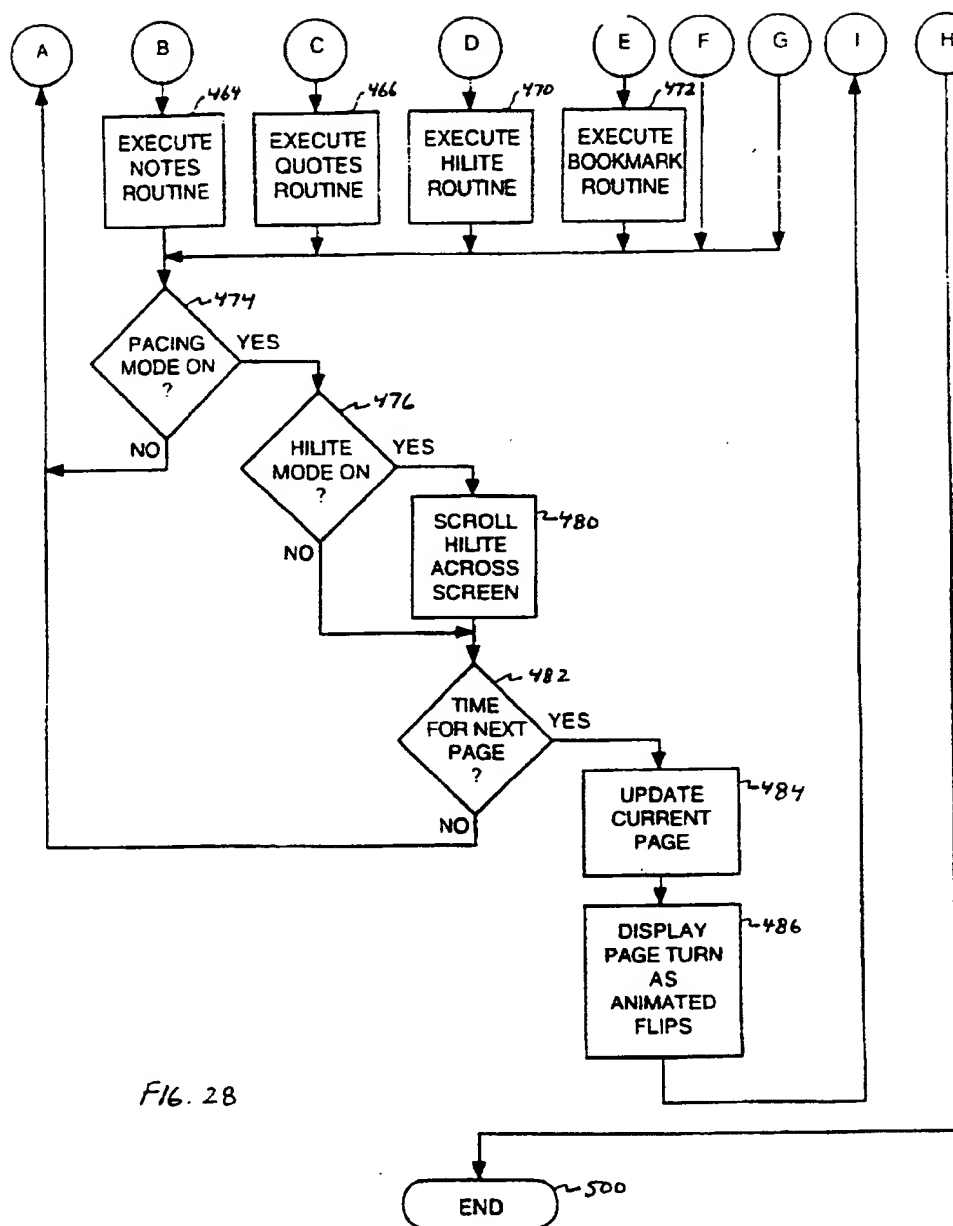 A B C D E F G I H
464 466 470 472
EXECUTE
NOTES
ROUTINE
EXECUTE
QUOTES
ROUTINE
EXECUTE
HILITE
ROUTINE
EXECUTE
BOOKMARK
ROUTINE
474
PACING
MODE ON
?
YES
NO
476
HILITE
MODE ON
?
YES
NO
480
SCROLL
HILITE
ACROSS
SCREEN
482
TIME
FOR NEXT
PAGE
?
YES
NO
484
UPDATE
CURRENT
PAGE
486
DISPLAY
PAGE TURN
AS
ANIMATED
FLIPS
FIG. 28
END
500